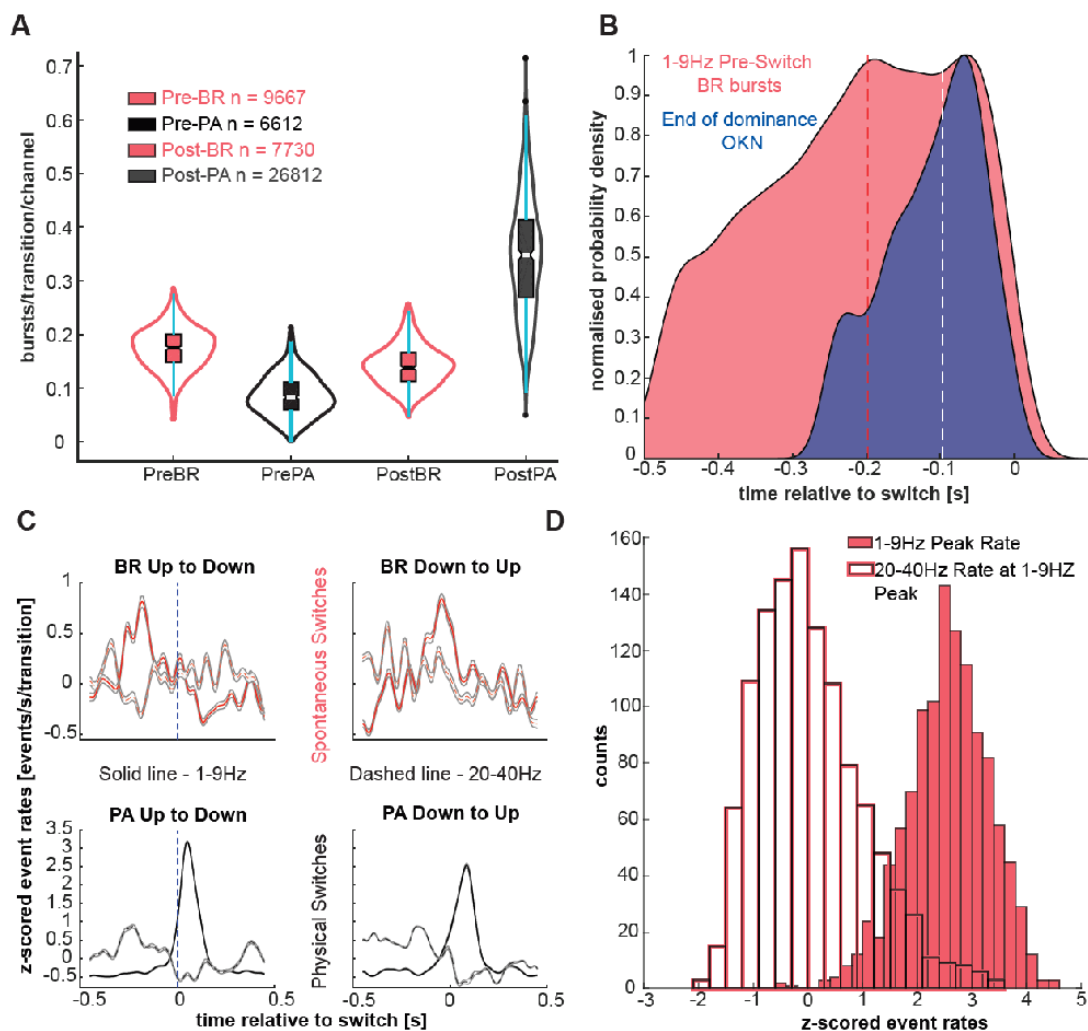 A
0.7
0.6
0.5
0.4
0.3
0.2
0.1
0
bursts/transition/channel
Pre-BR n = 9667
Pre-PA n = 6612
Post-BR n = 7730
Post-PA n = 26812
PreBR PrePA PostBR PostPA
B
1
0.9
0.8
0.7
0.6
0.5
0.4
0.3
0.2
0.1
0
normalised probability density
1-9Hz Pre-Switch
BR bursts
End of dominance
OKN
-0.5 -0.4 -0.3 -0.2 -0.1 0
time relative to switch [s]
C
BR Up to Down
BR Down to Up
1
0.5
0
-0.5
Spontaneous Switches
z-scored event rates [events/s/transition]
Solid line - 1-9Hz
Dashed line - 20-40Hz
PA Up to Down
PA Down to Up
3.5
3
2.5
2
1.5
1
0.5
0
-0.5
Physical Switches
-0.5 0 0.5
-0.5 0 0.5
time relative to switch [s]
D
160
140
120
100
80
60
40
20
0
counts
1-9Hz Peak Rate
20-40Hz Rate at 1-9HZ
Peak
-3 -2 -1 0 1 2 3 4 5
z-scored event rates